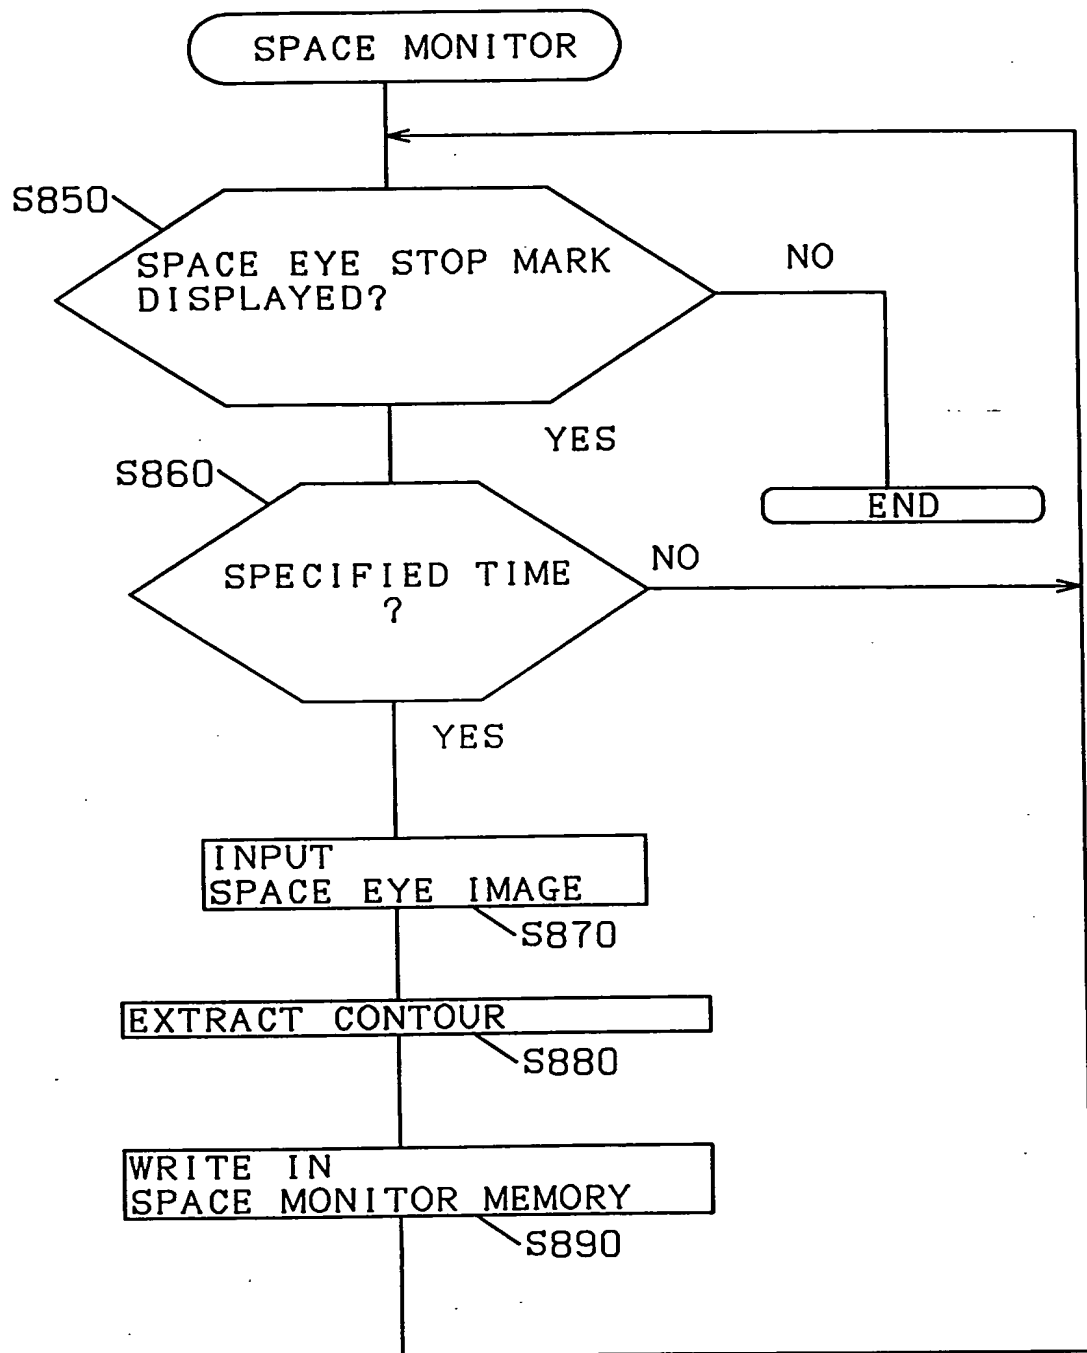 SPACE MONITOR
S850
SPACE EYE STOP MARK
DISPLAYED?
NO
YES
S860
END
SPECIFIED TIME
?
NO
YES
INPUT
SPACE EYE IMAGE
S870
EXTRACT CONTOUR
S880
WRITE IN
SPACE MONITOR MEMORY
S890